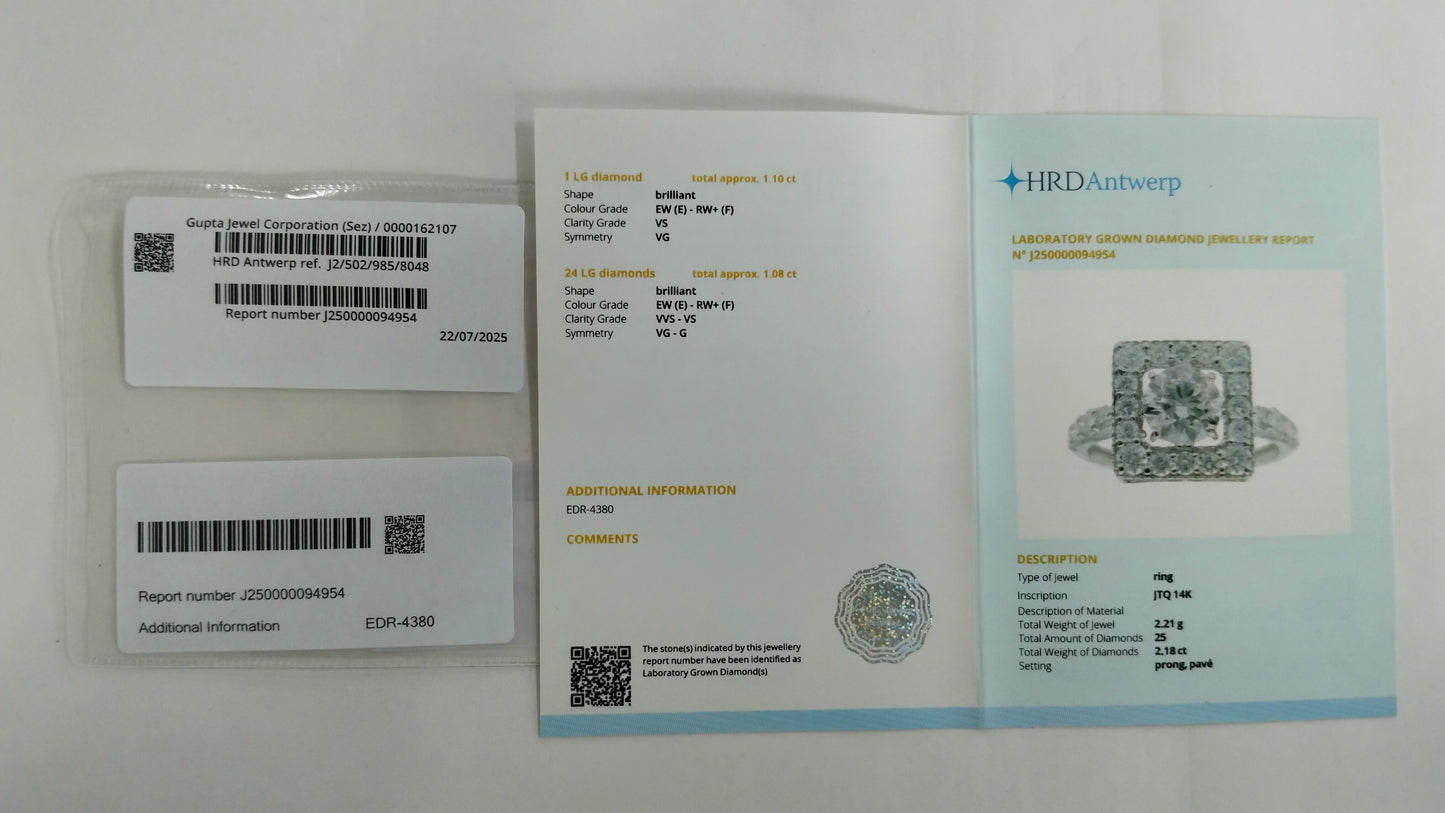 Gupta Jewel Corporation (Sez) / 0000162107
HRD Antwerp ref. J2/502/985/8048
Report number J250000094954
22/07/2025
Report number J250000094954
Additional Information EDR-4380
1 LG diamond total approx. 1.10 ct
Shape brilliant
Colour Grade EW (E) - RW+ (F)
Clarity Grade VS
Symmetry VG
24 LG diamonds total approx. 1.08 ct
Shape brilliant
Colour Grade EW (E) - RW+ (F)
Clarity Grade VVS - VS
Symmetry VG - G
ADDITIONAL INFORMATION
EDR-4380
COMMENTS
The stone(s) indicated by this jewellery
report number have been identified as
Laboratory Grown Diamond(s)
HRDAntwerp
LABORATORY GROWN DIAMOND JEWELLERY REPORT
N° J250000094954
DESCRIPTION
Type of Jewel ring
Inscription JTQ 14K
Description of Material
Total Weight of Jewel 2.21 g
Total Amount of Diamonds 25
Total Weight of Diamonds 2.18 ct
Setting prong, pavé